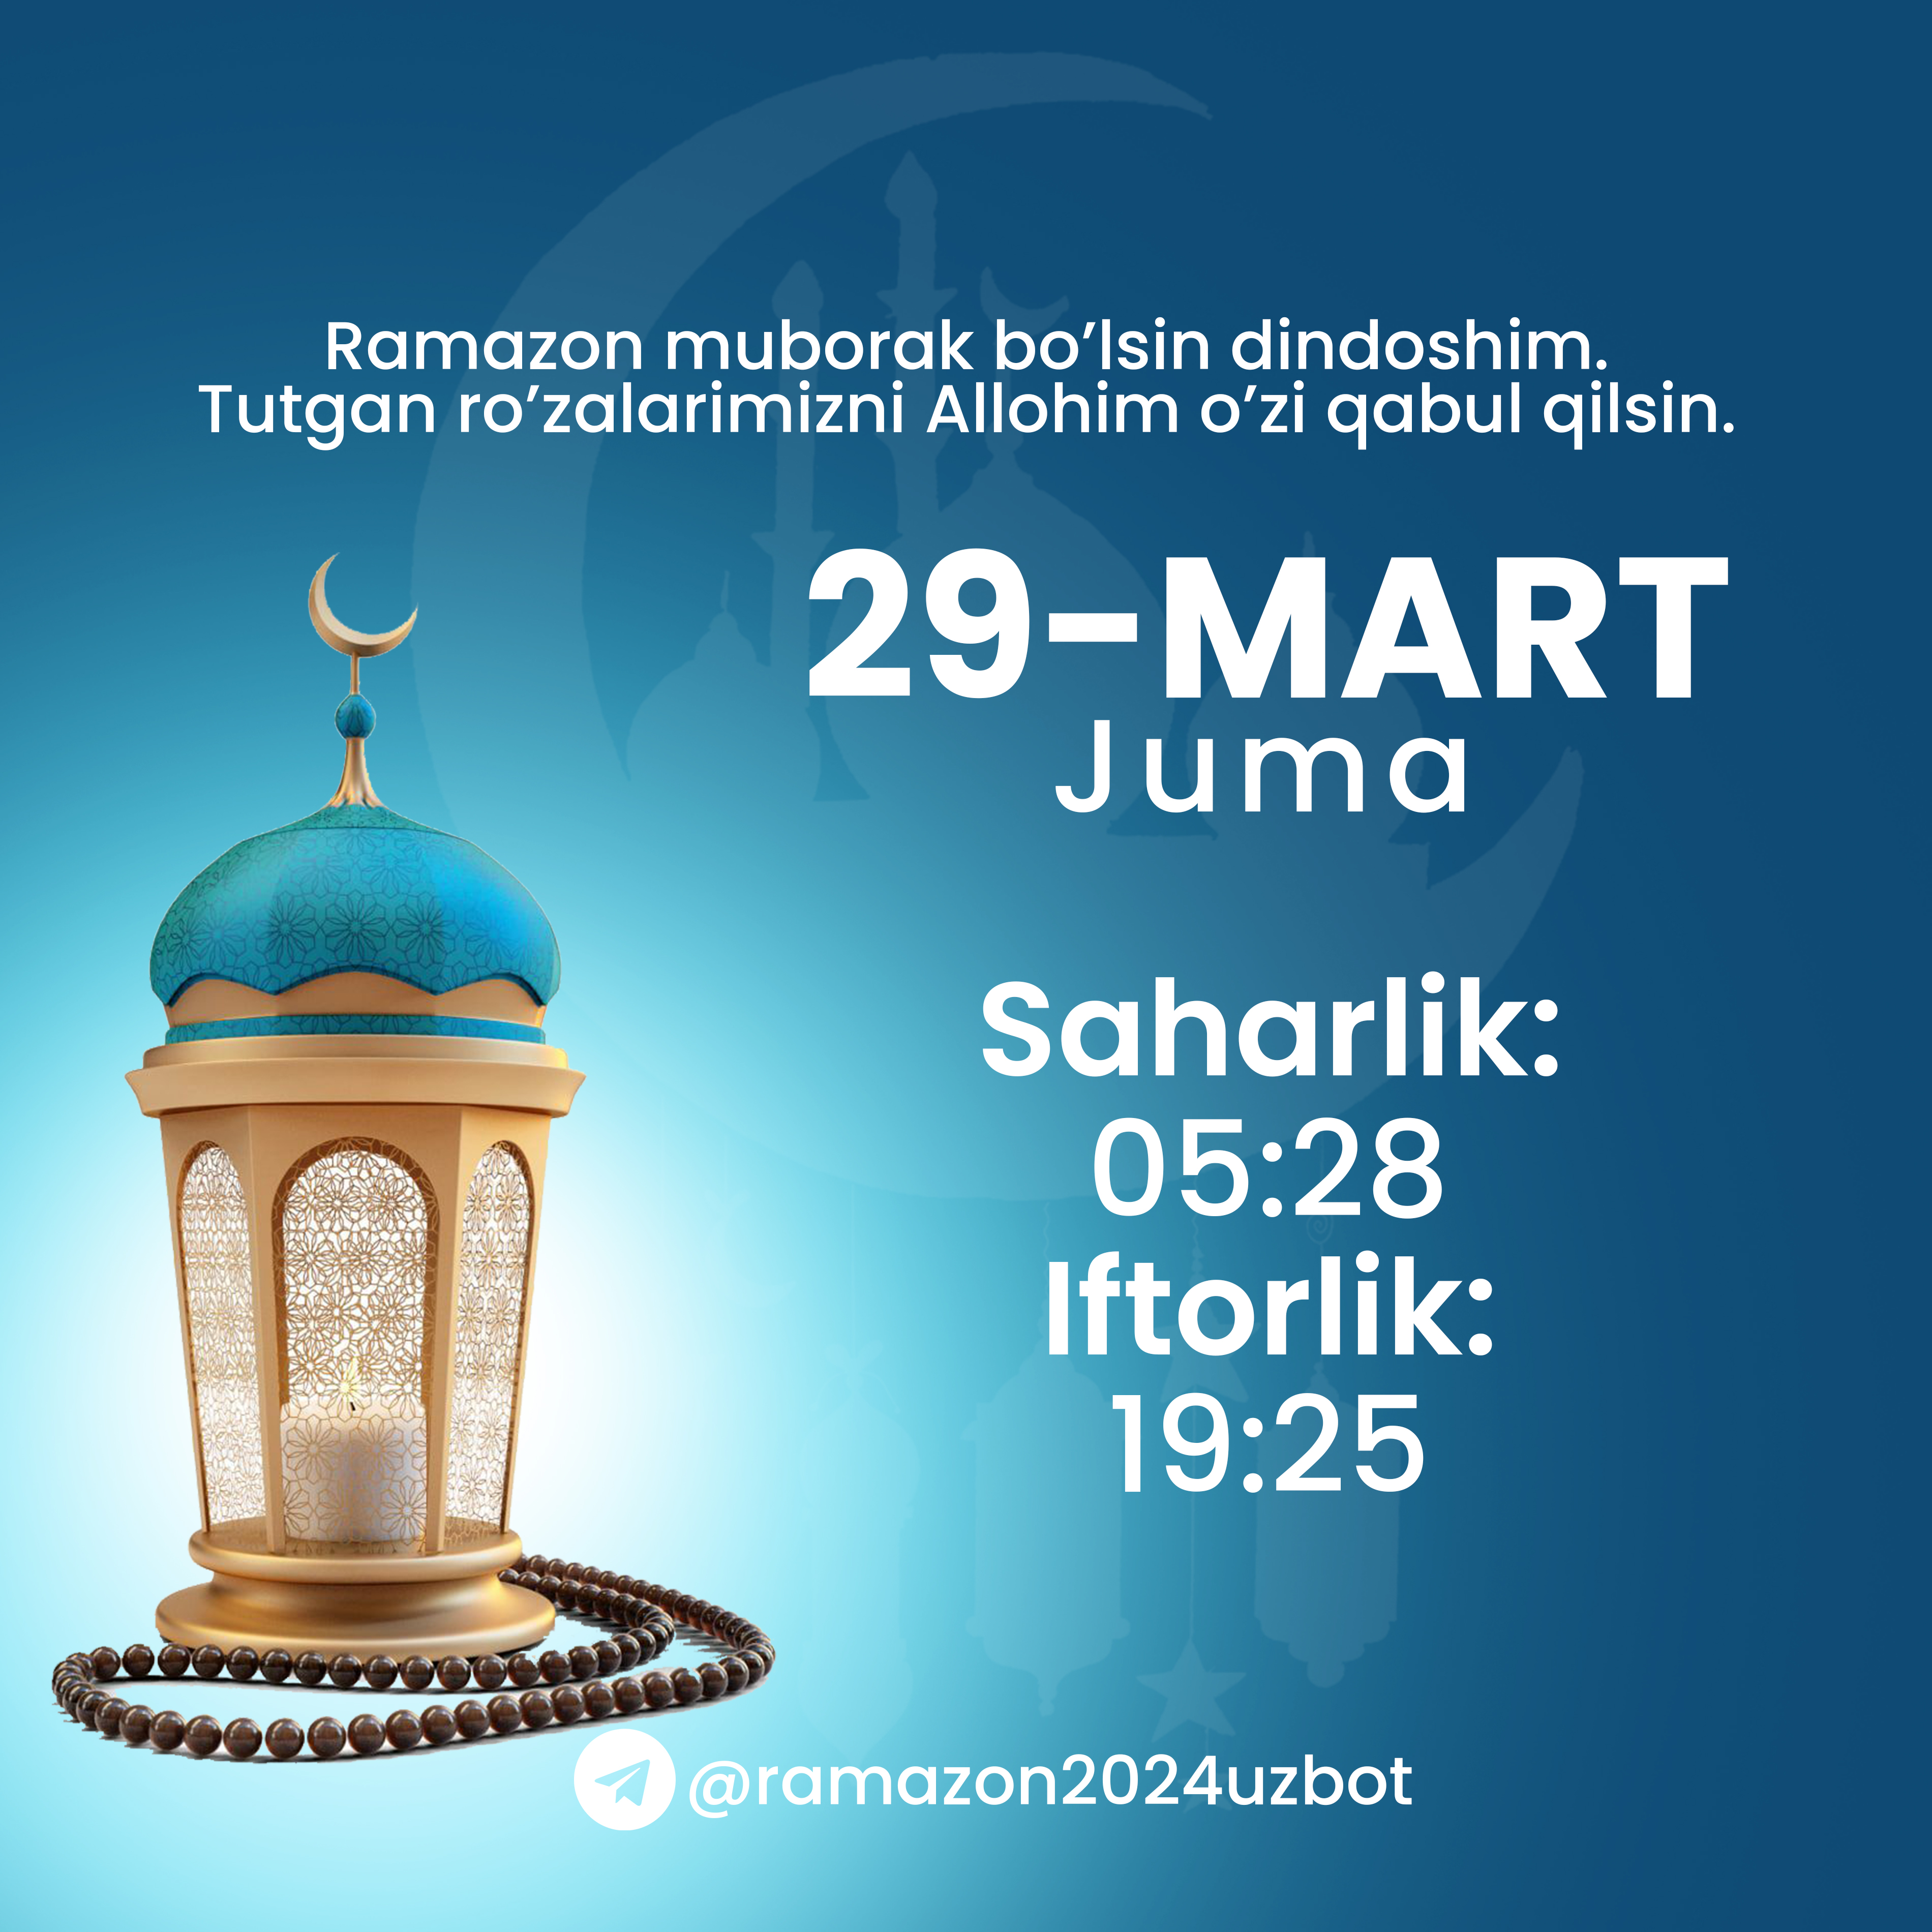 Ramazon muborak bo’lsin dindoshim.
Tutgan ro’zalarimizni Allohim o’zi qabul qilsin.
29-MART
Juma
Saharlik:
05:28
Iftorlik:
19:25
@ramazon2024uzbot